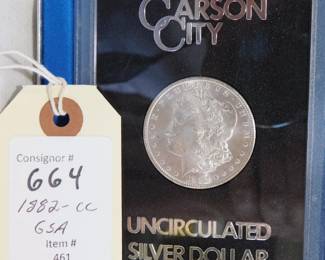 CARSON
CITY
Consignor #
664
1882-CC
GSA
Item #
461
UNCIRCULATED
SILVER DOLLAR